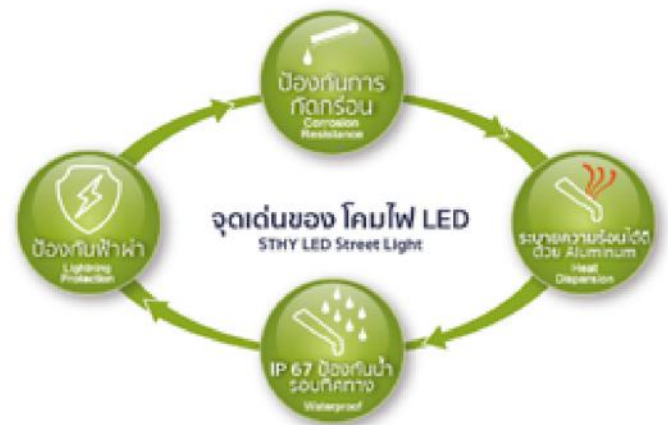 ป้องกันการ
กัดกร่อน
Corrosion
Resistance
ป้องกันฟ้าผ่า
Lightning
Protection
จุดเด่นของ โคมไฟ LED
STHY LED Street Light
ระบายความร้อนได้ดี
ด้วย Aluminum
Heat
Dispersion
IP 67 ป้องกันน้ำ
รอบทิศทาง
Waterproof